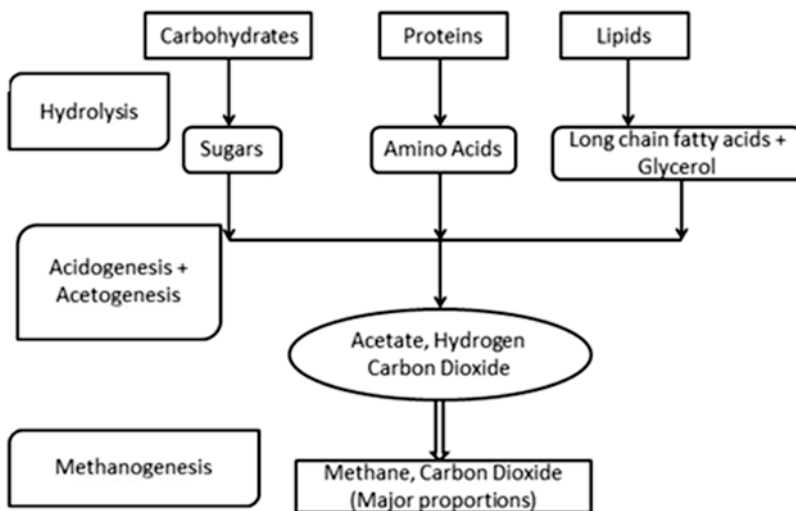 Carbohydrates
Proteins
Lipids
Hydrolysis
Sugars
Amino Acids
Long chain fatty acids +
Glycerol
Acidogenesis +
Acetogenesis
Acetate, Hydrogen
Carbon Dioxide
Methanogenesis
Methane, Carbon Dioxide
(Major proportions)